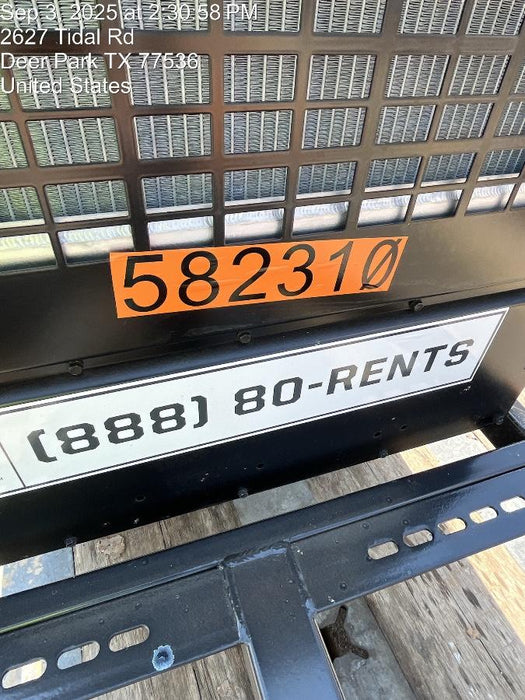 Sep 3, 2025 at 2:30:58 PM
2627 Tidal Rd
Deer Park TX 77536
United States
582310
(888) 80-RENTS